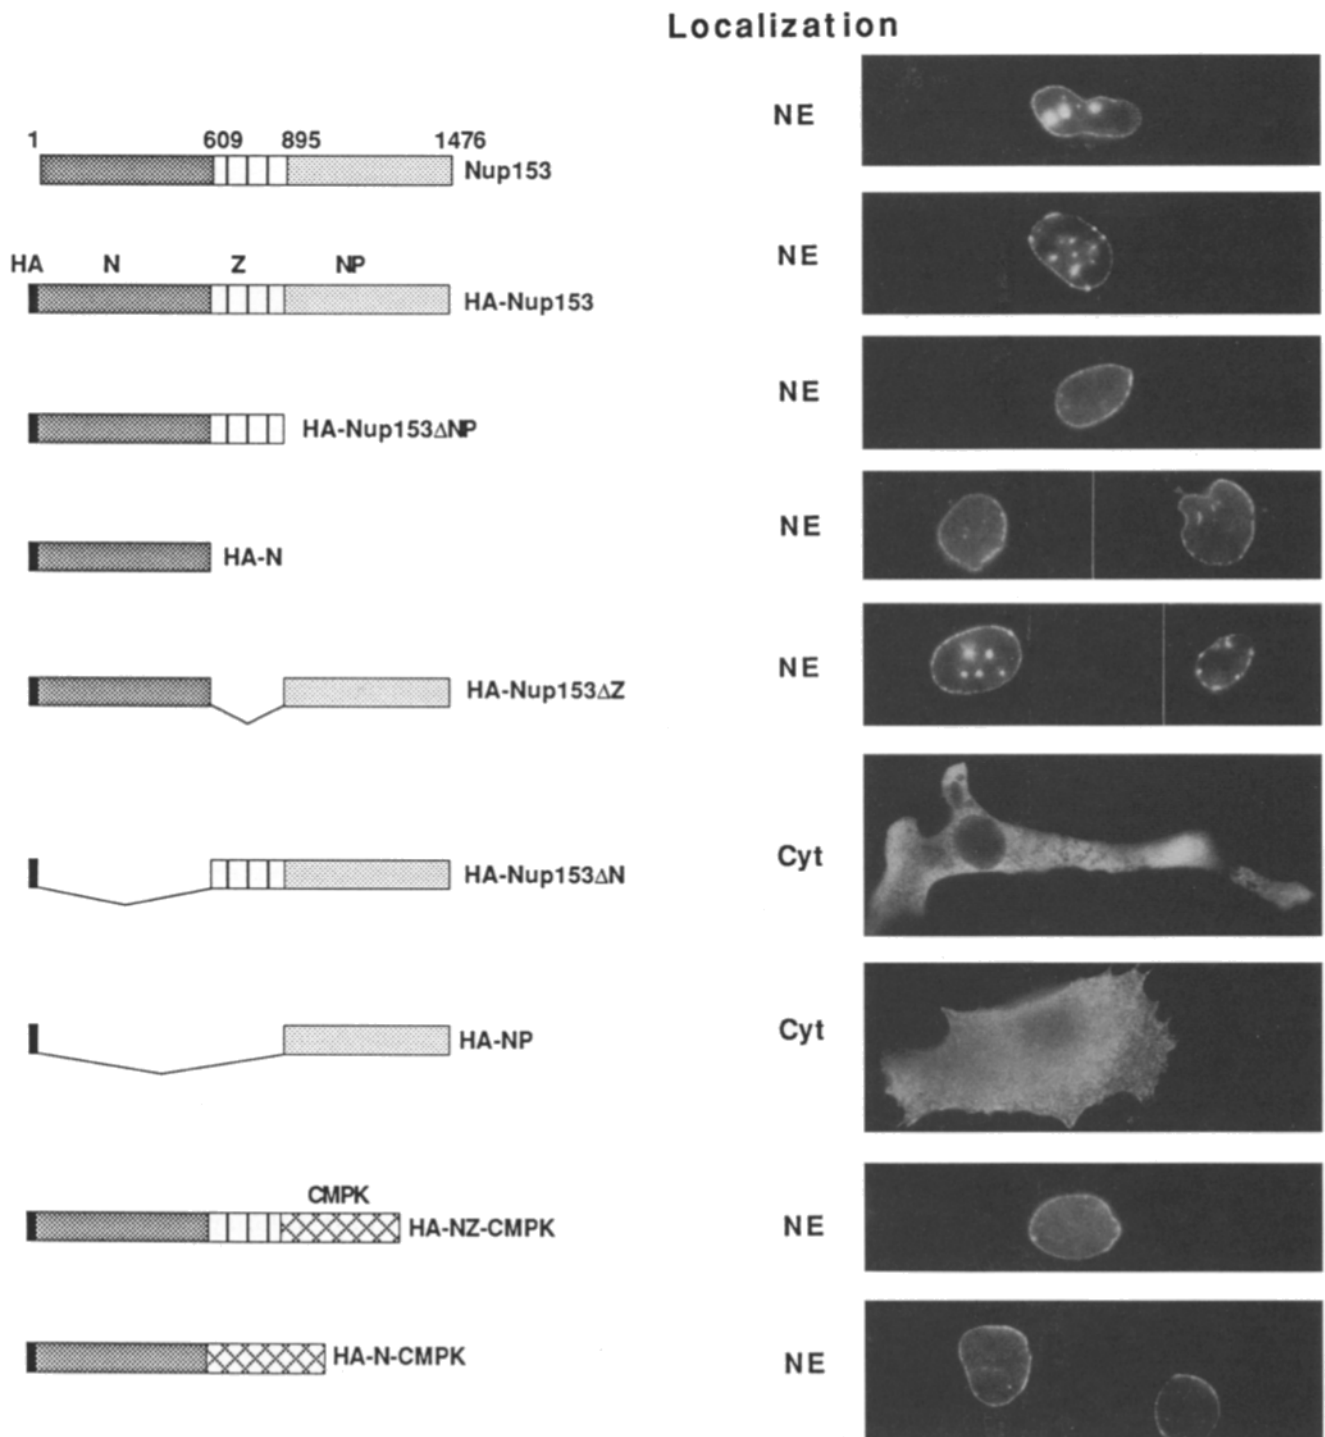 Localization
NE
1 609 895 1476
Nup153
HA N Z NP
NE
HA-Nup153
NE
HA-Nup153ΔNP
NE
HA-N
NE
HA-Nup153ΔZ
Cyt
HA-Nup153ΔN
Cyt
HA-NP
CMPK
NE
HA-NZ-CMPK
NE
HA-N-CMPK